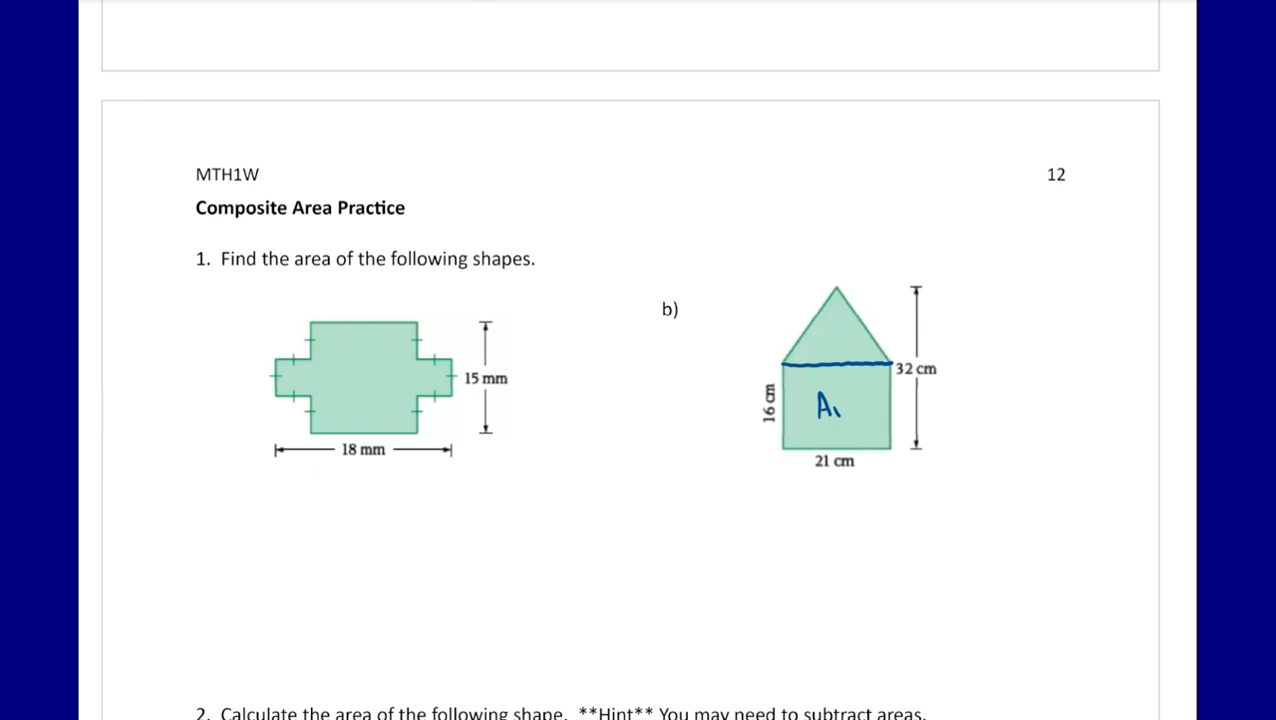 MTH1W 12
Composite Area Practice
1. Find the area of the following shapes.
b)
15 mm
18 mm
32 cm
16 cm
A1
21 cm
2. Calculate the area of the following shape. **Hint** You may need to subtract areas.